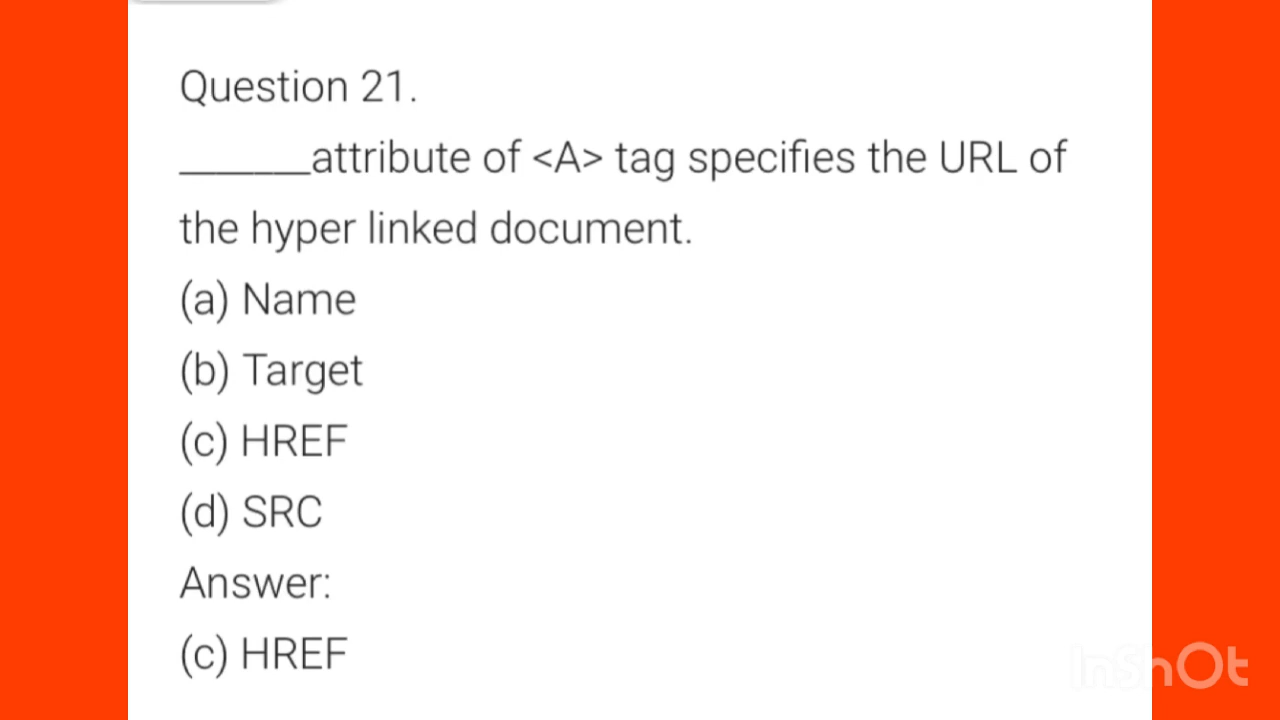 Question 21.
_______attribute of <A> tag specifies the URL of
the hyper linked document.
(a) Name
(b) Target
(c) HREF
(d) SRC
Answer:
(c) HREF
InShOt